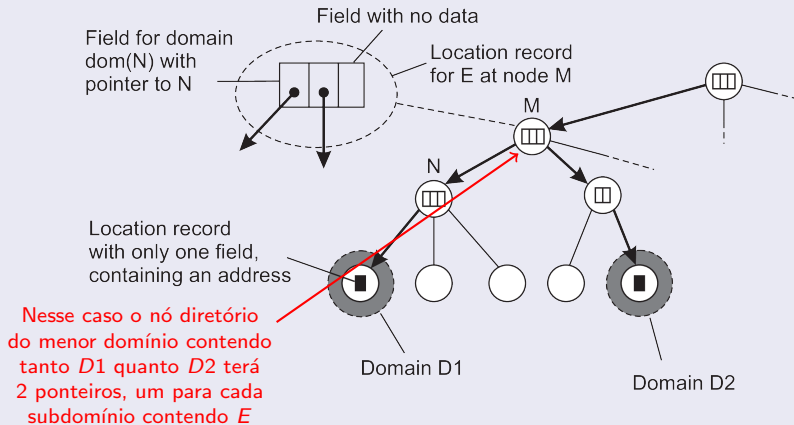 Field with no data
Field for domain
dom(N) with
pointer to N
Location record
for E at node M
M
N
Location record
with only one field,
containing an address
Nesse caso o nó diretório
do menor domínio contendo
tanto D1 quanto D2 terá
2 ponteiros, um para cada
subdomínio contendo E
Domain D1
Domain D2